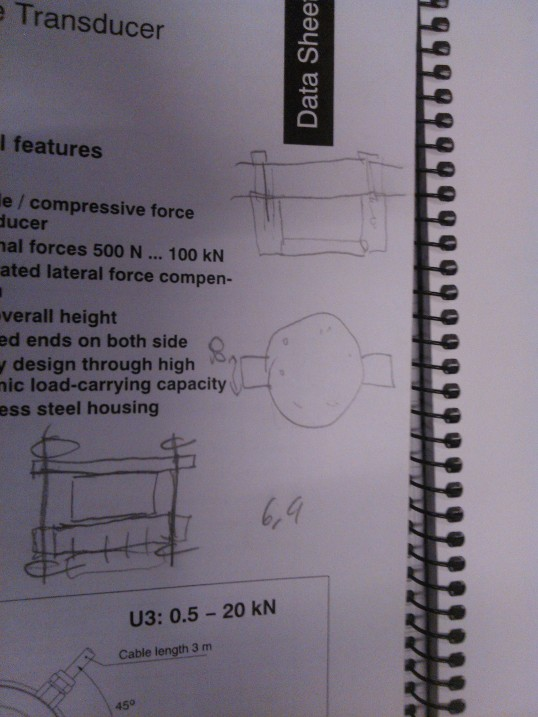 e Transducer
Data Shee
l features
le / compressive force
ducer
nal forces 500 N ... 100 kN
ated lateral force compen-
overall height
ed ends on both side
y design through high
nic load-carrying capacity
ess steel housing
8
6,9
U3: 0.5 – 20 kN
Cable length 3 m
45°